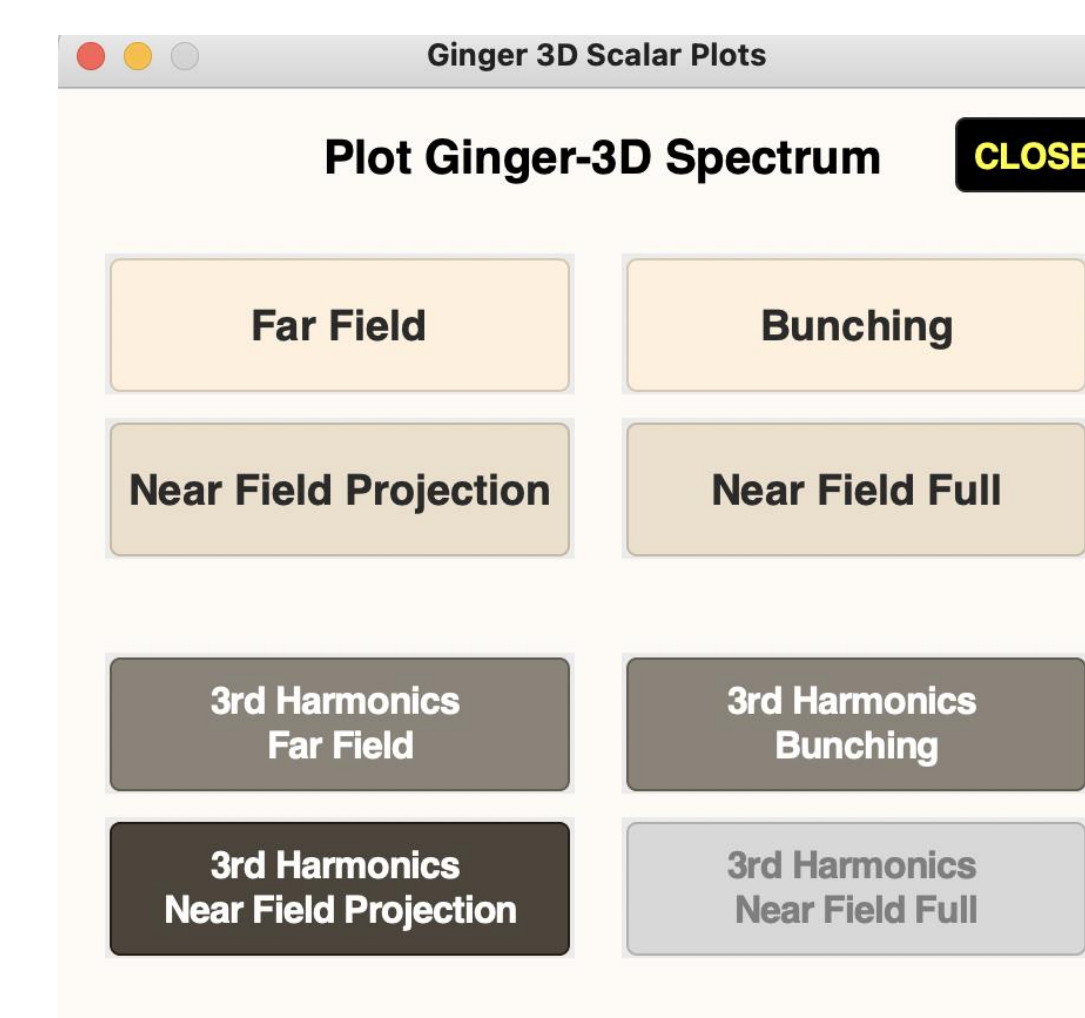 Ginger 3D Scalar Plots
Plot Ginger-3D Spectrum
CLOSE
Far Field
Bunching
Near Field Projection
Near Field Full
3rd Harmonics
Far Field
3rd Harmonics
Bunching
3rd Harmonics
Near Field Projection
3rd Harmonics
Near Field Full